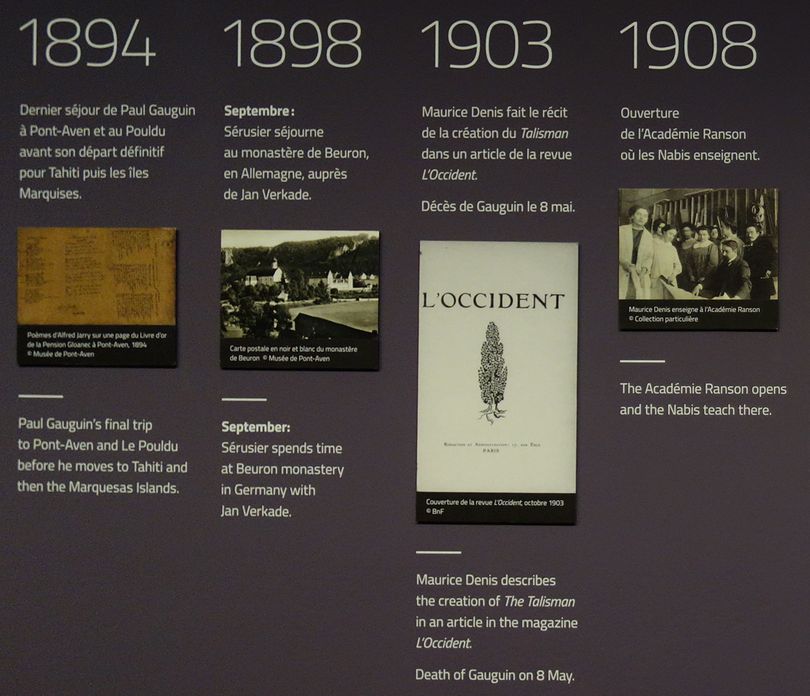 1894
Dernier séjour de Paul Gauguin
à Pont-Aven et au Pouldu
avant son départ définitif
pour Tahiti puis les îles
Marquises.
Poèmes d'Alfred Jarry sur une page du Livre d'or
de la Pension Gloanec à Pont-Aven, 1894
© Musée de Pont-Aven
Paul Gauguin's final trip
to Pont-Aven and Le Pouldu
before he moves to Tahiti and
then the Marquesas Islands.
1898
Septembre :
Sérusier séjourne
au monastère de Beuron,
en Allemagne, auprès
de Jan Verkade.
Carte postale en noir et blanc du monastère
de Beuron © Musée de Pont-Aven
September:
Sérusier spends time
at Beuron monastery
in Germany with
Jan Verkade.
1903
Maurice Denis fait le récit
de la création du Talisman
dans un article de la revue
L'Occident.
Décès de Gauguin le 8 mai.
L'OCCIDENT
PARIS
Couverture de la revue L'Occident, octobre 1903
© BnF
Maurice Denis describes
the creation of The Talisman
in an article in the magazine
L'Occident.
Death of Gauguin on 8 May.
1908
Ouverture
de l'Académie Ranson
où les Nabis enseignent.
Maurice Denis enseigne à l'Académie Ranson
© Collection particulière
The Académie Ranson opens
and the Nabis teach there.